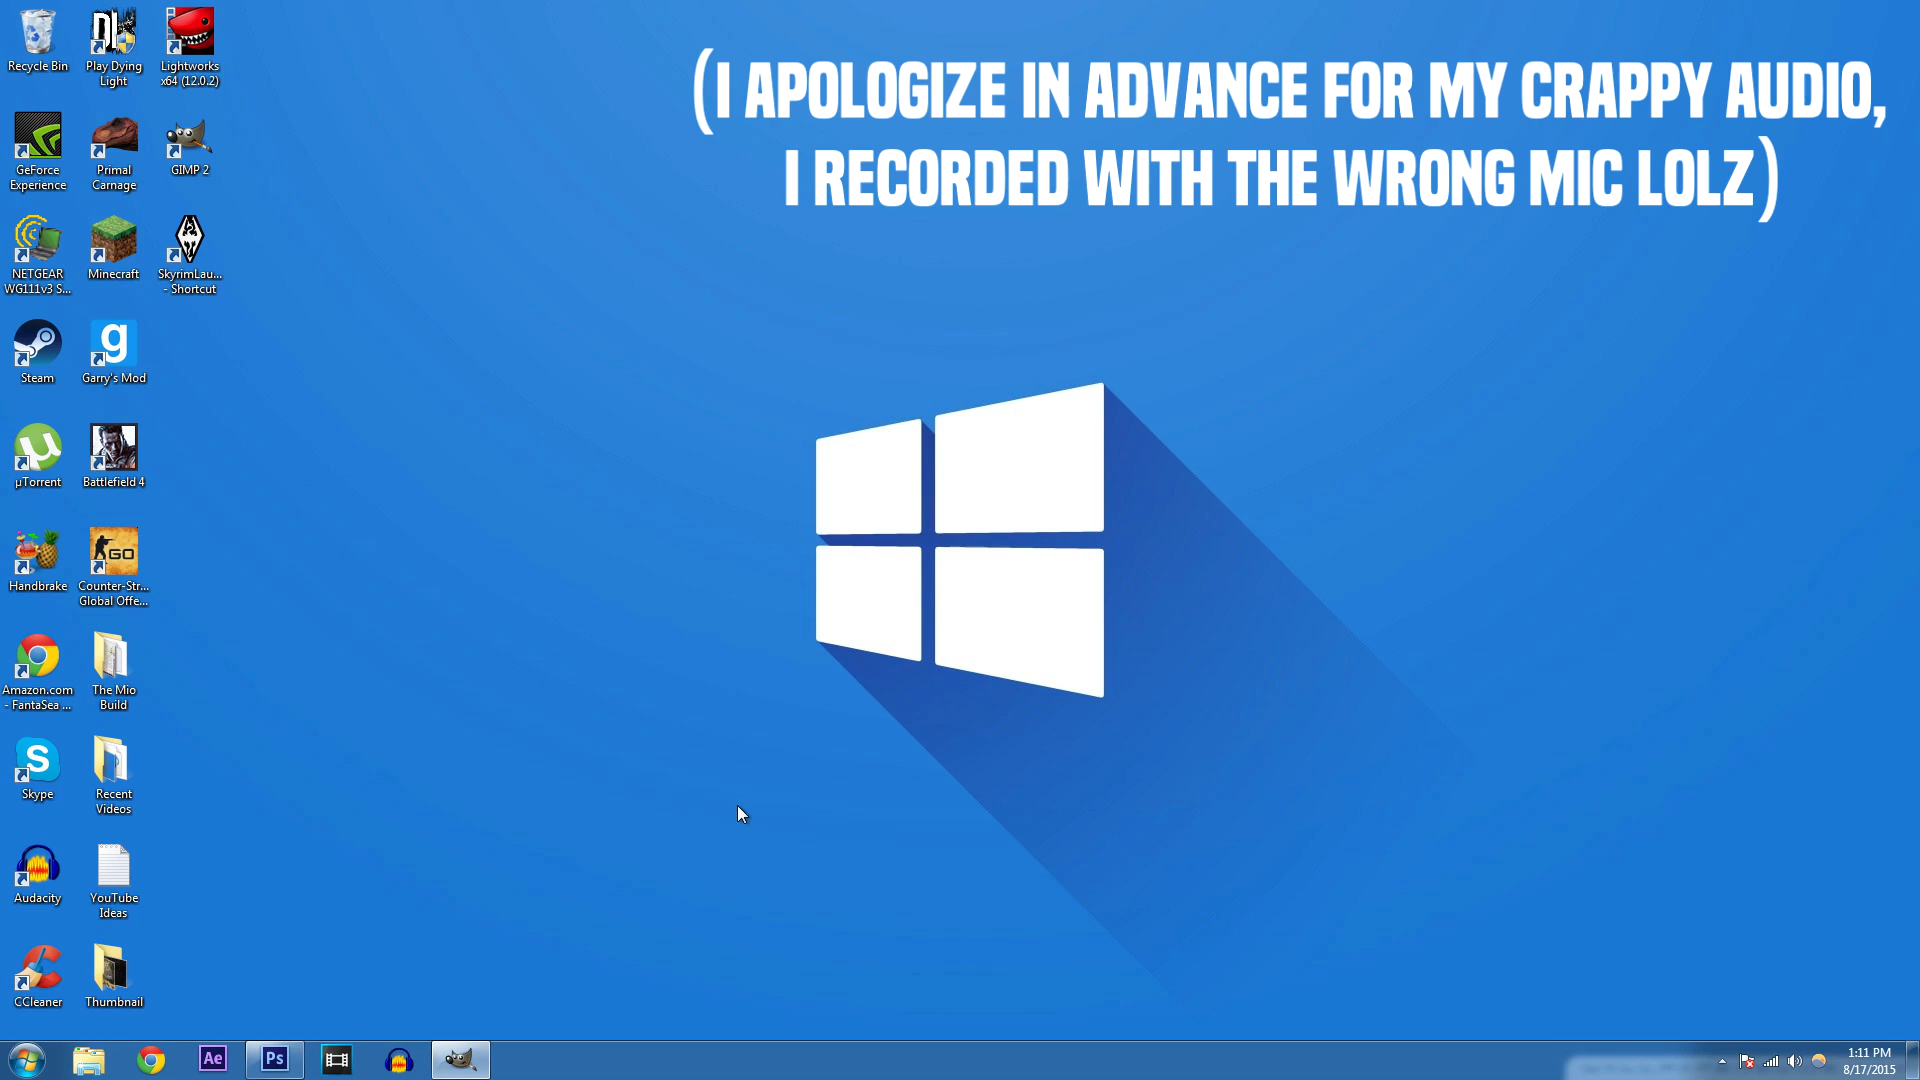 (I APOLOGIZE IN ADVANCE FOR MY CRAPPY AUDIO,
I RECORDED WITH THE WRONG MIC LOLZ)
Recycle Bin
Play Dying
Light
Lightworks
x64 (12.0.2)
GeForce
Experience
Primal
Carnage
GIMP 2
NETGEAR
WG111v3 S...
Minecraft
SkyrimLau...
- Shortcut
Steam
g
Garry's Mod
µTorrent
Battlefield 4
Handbrake
GO
Counter-Str...
Global Offe...
Amazon.com
- FantaSea ...
The Mio
Build
S
Skype
Recent
Videos
Audacity
YouTube
Ideas
CCleaner
Thumbnail
Ae
Ps
1:11 PM
8/17/2015